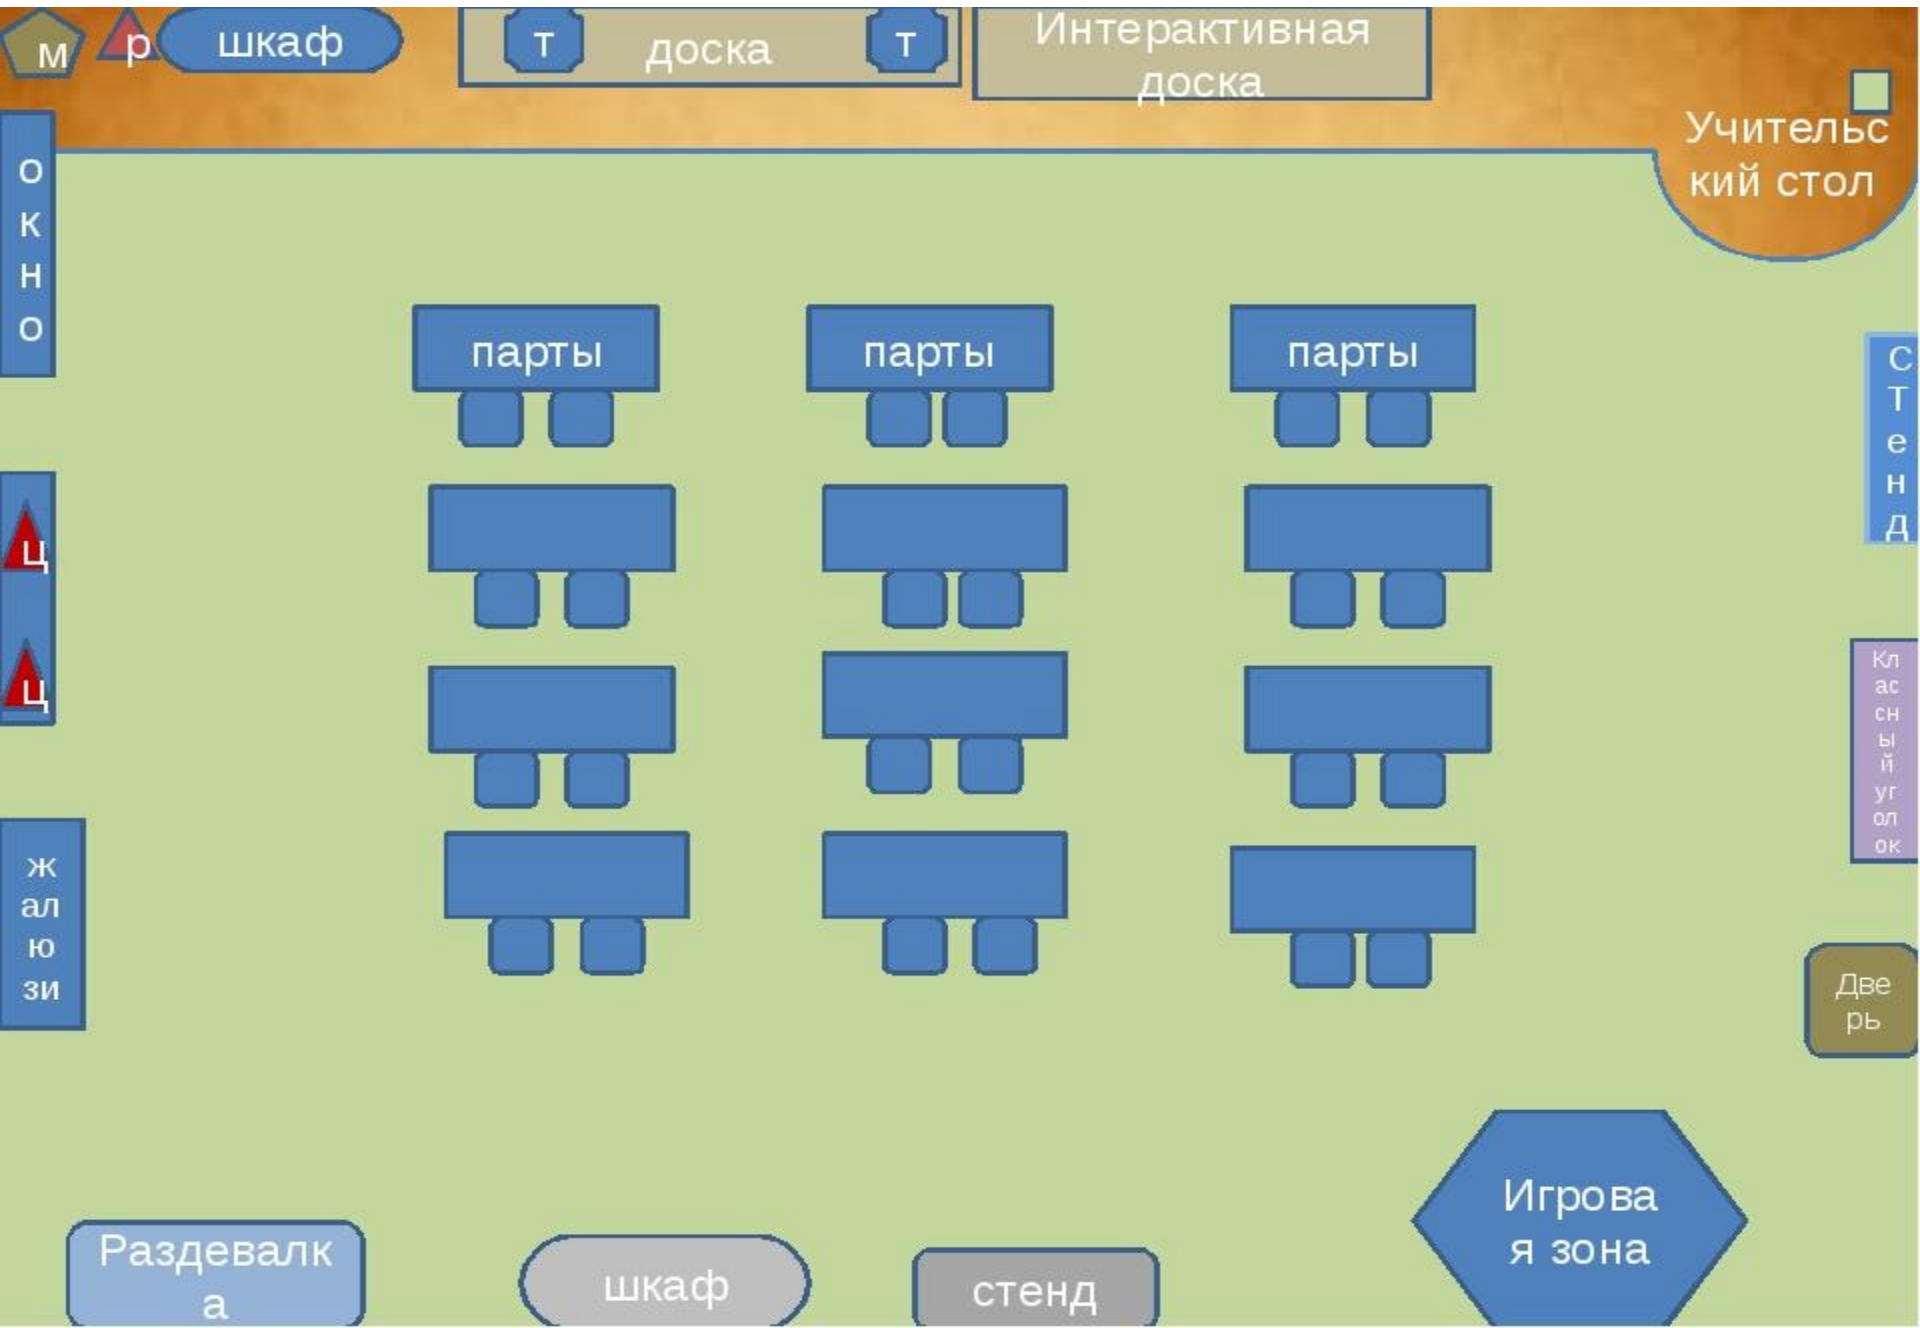 м
р
шкаф
т
доска
т
Интерактивная
доска
Учительс
кий стол
о
к
н
о
парты
парты
парты
С
Т
е
н
д
ц
ц
Кл
ас
сн
ы
й
уг
ол
ок
ж
ал
ю
зи
Две
рь
Игрова
я зона
Раздевалк
а
шкаф
стенд